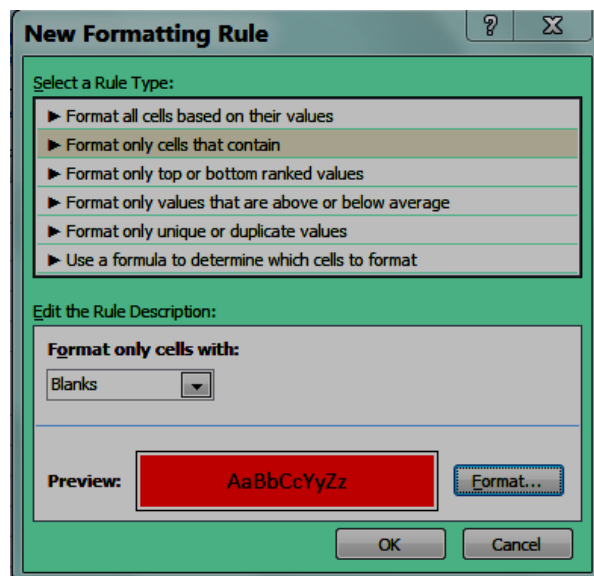 New Formatting Rule
Select a Rule Type:
► Format all cells based on their values
► Format only cells that contain
► Format only top or bottom ranked values
► Format only values that are above or below average
► Format only unique or duplicate values
► Use a formula to determine which cells to format
Edit the Rule Description:
Format only cells with:
Blanks
Preview: AaBbCcYyZz Format...
OK Cancel